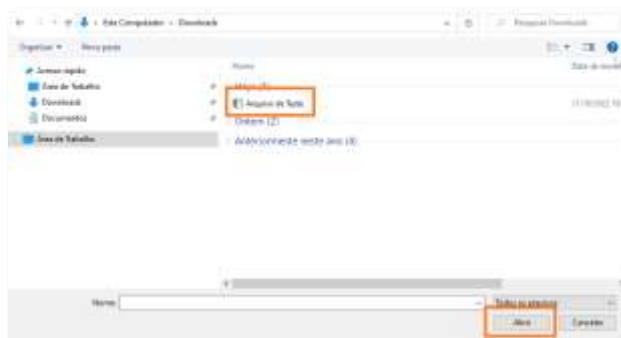 Este Computador › Downloads
Pesquisar Downloads
Organizar
Nova pasta
Nome
Data de modif
Acesso rápido
Área de Trabalho
Downloads
Documentos
Área de Trabalho
Arquivo de Teste
Ontem (2)
Anteriormente neste ano (4)
Nome:
Todos os arquivos
Abrir
Cancelar